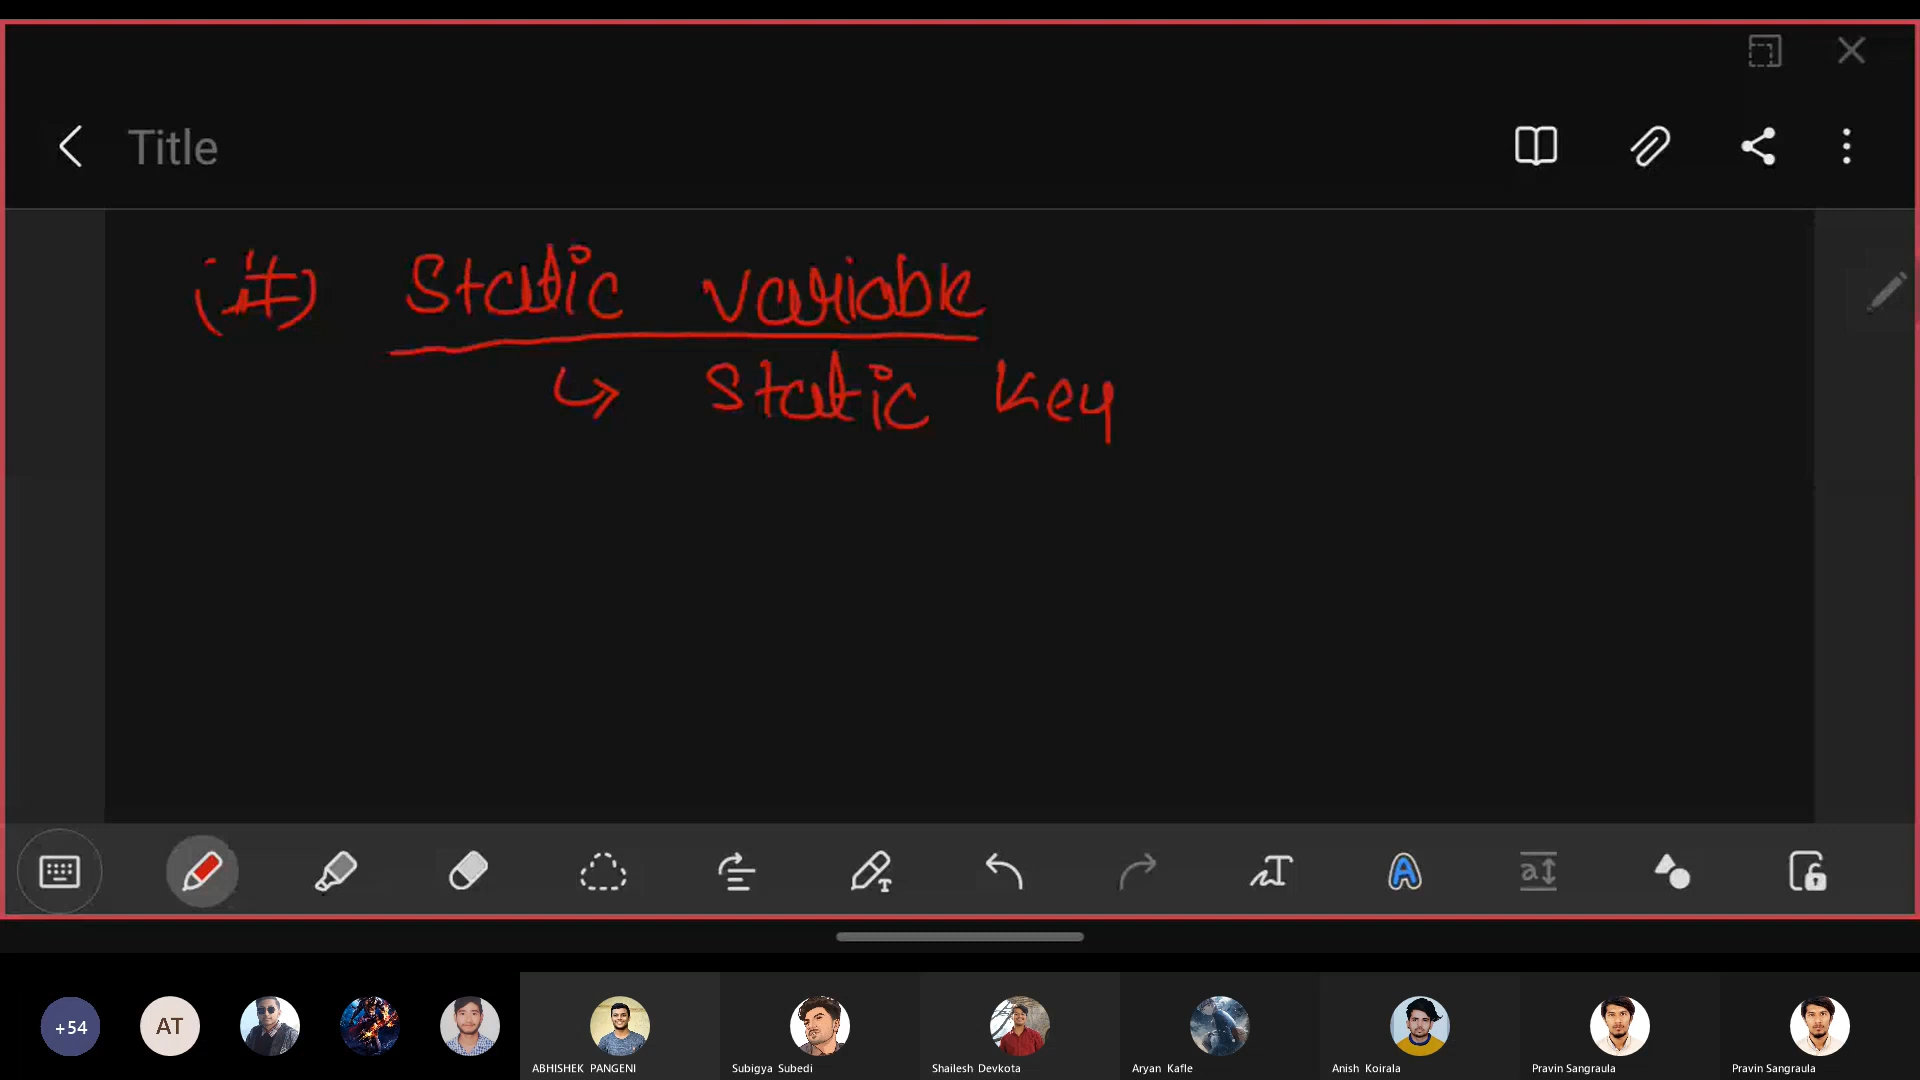 Title
(ii) Static variable
↳ Static Key
+54
AT
ABHISHEK PANGENI
Subigya Subedi
Shailesh Devkota
Aryan Kafle
Anish Koirala
Pravin Sangraula
Pravin Sangraula